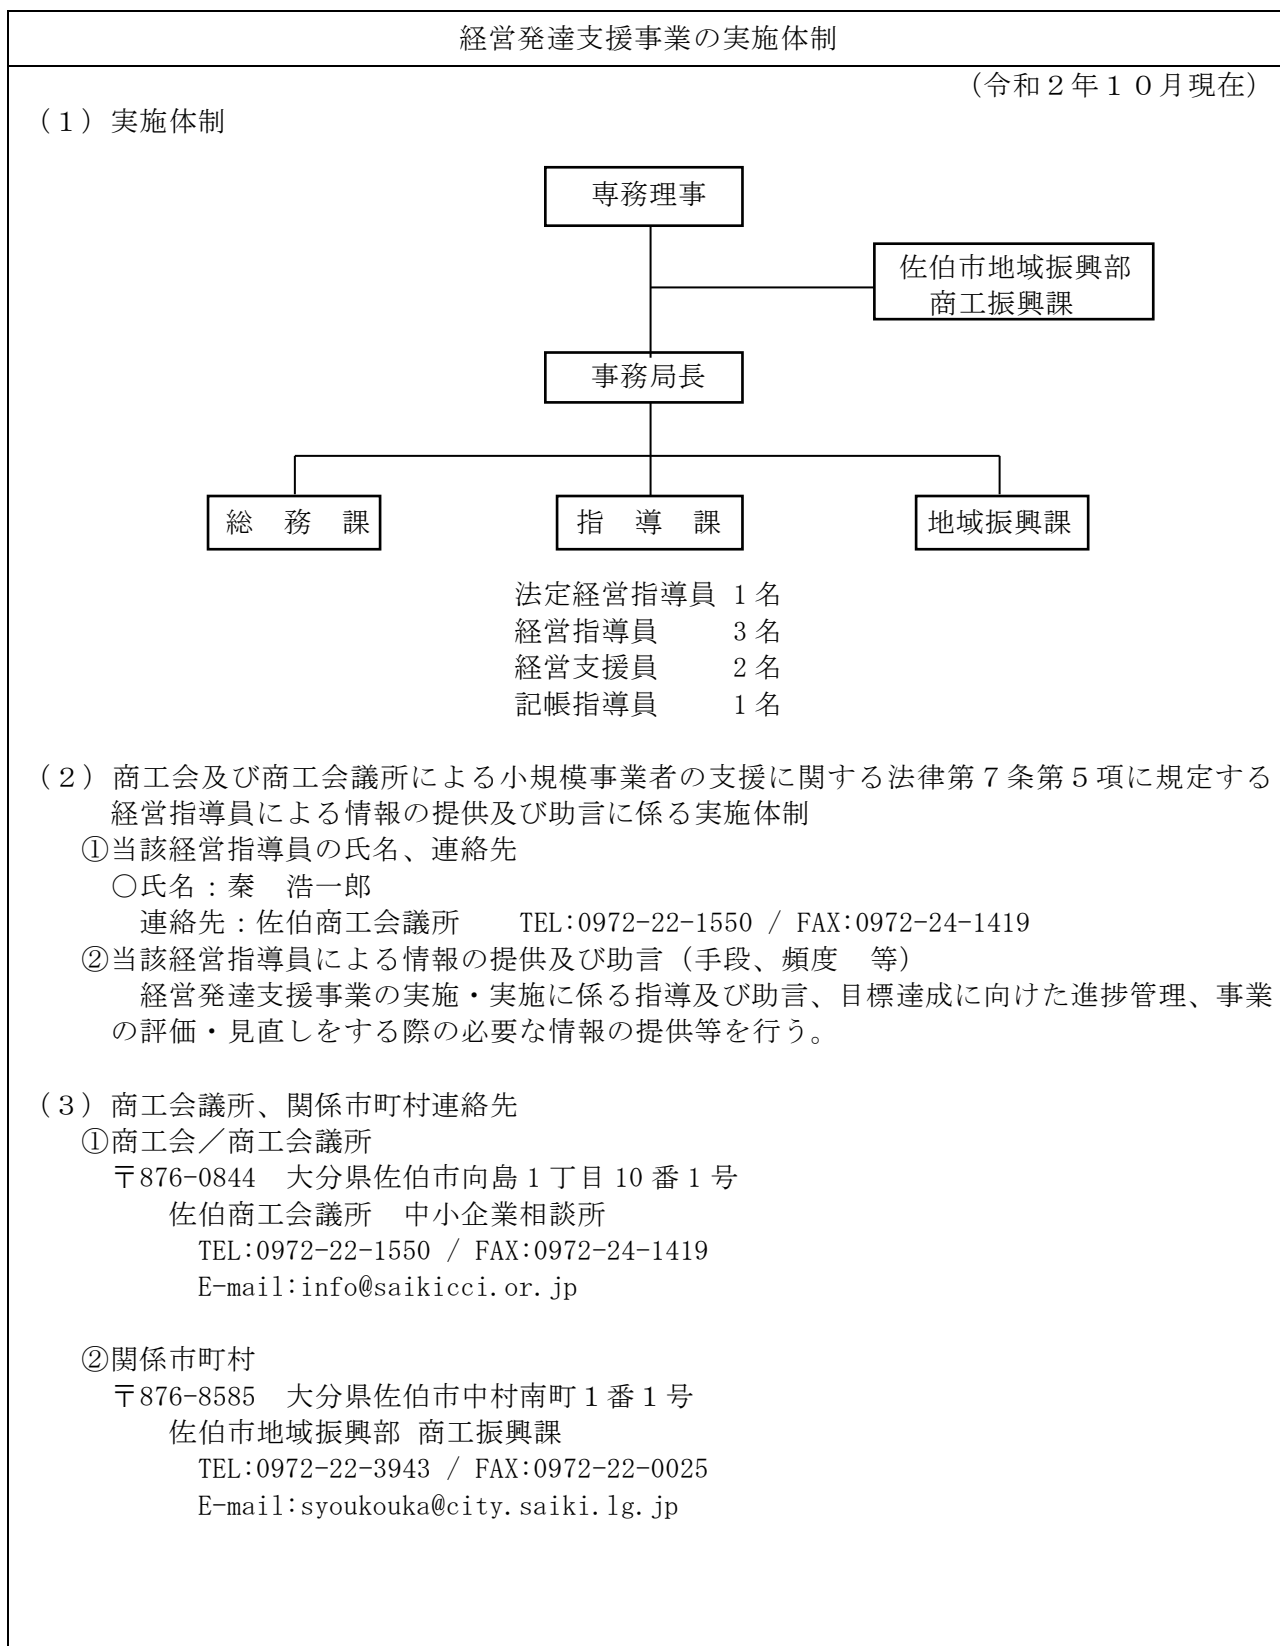 経営発達支援事業の実施体制
（令和２年１０月現在）
（１）実施体制
専務理事
佐伯市地域振興部
商工振興課
事務局長
総　務　課
指　導　課
地域振興課
法定経営指導員 1名
経営指導員　　 3名
経営支援員　　 2名
記帳指導員　　 1名
（２）商工会及び商工会議所による小規模事業者の支援に関する法律第７条第５項に規定する
経営指導員による情報の提供及び助言に係る実施体制
①当該経営指導員の氏名、連絡先
○氏名：秦　浩一郎
連絡先：佐伯商工会議所　　TEL:0972-22-1550 / FAX:0972-24-1419
②当該経営指導員による情報の提供及び助言（手段、頻度　等）
経営発達支援事業の実施・実施に係る指導及び助言、目標達成に向けた進捗管理、事業
の評価・見直しをする際の必要な情報の提供等を行う。
（３）商工会議所、関係市町村連絡先
①商工会／商工会議所
〒876-0844　大分県佐伯市向島１丁目10番１号
佐伯商工会議所　中小企業相談所
TEL:0972-22-1550 / FAX:0972-24-1419
E-mail:info@saikicci.or.jp
②関係市町村
〒876-8585　大分県佐伯市中村南町１番１号
佐伯市地域振興部 商工振興課
TEL:0972-22-3943 / FAX:0972-22-0025
E-mail:syoukouka@city.saiki.lg.jp